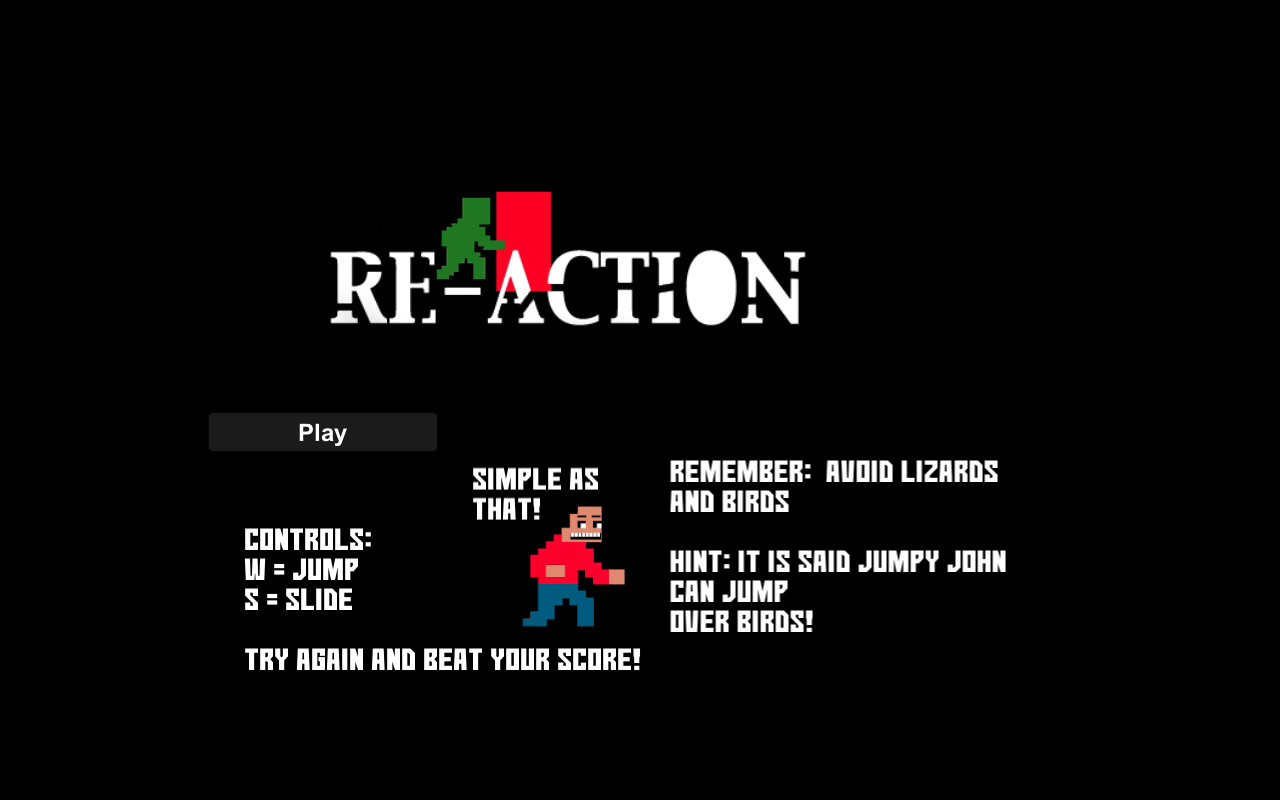 RE-ACTION
Play
SIMPLE AS
THAT!
CONTROLS:
W = JUMP
S = SLIDE
TRY AGAIN AND BEAT YOUR SCORE!
REMEMBER:  AVOID LIZARDS
AND BIRDS
HINT: IT IS SAID JUMPY JOHN
CAN JUMP
OVER BIRDS!